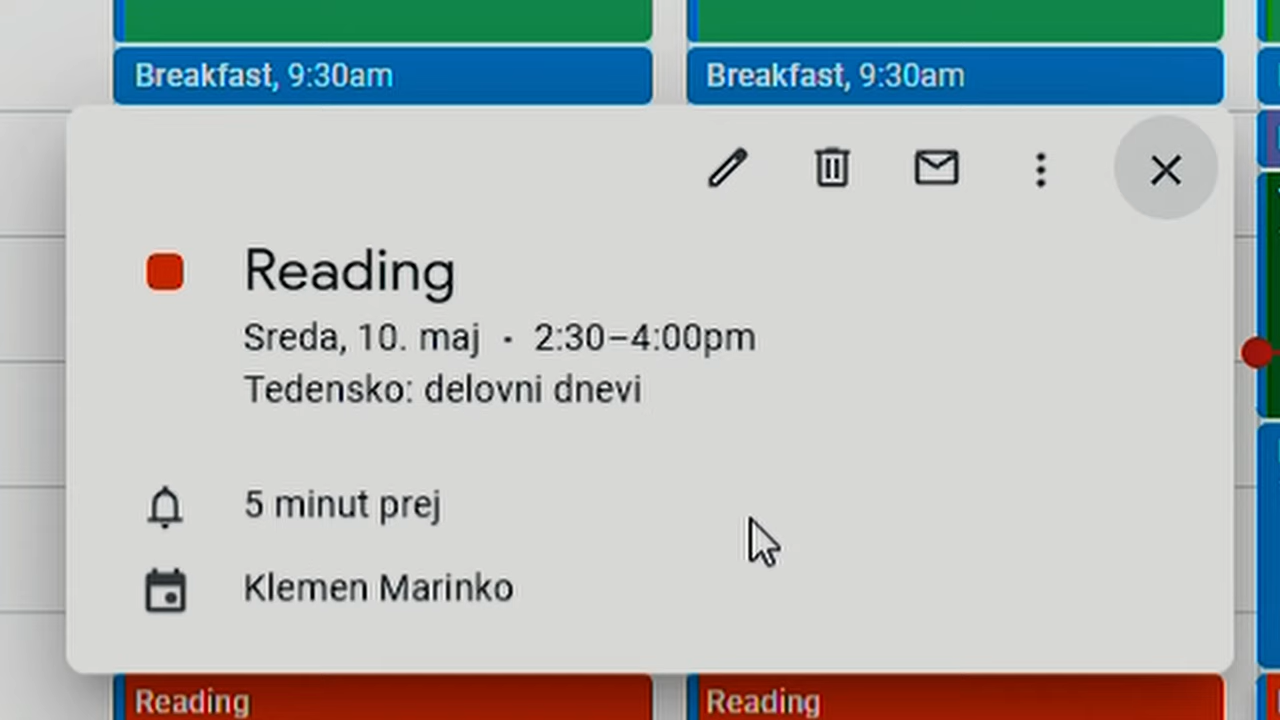 Breakfast, 9:30am
Breakfast, 9:30am
Reading
Sreda, 10. maj · 2:30–4:00pm
Tedensko: delovni dnevi
5 minut prej
Klemen Marinko
Reading
Reading